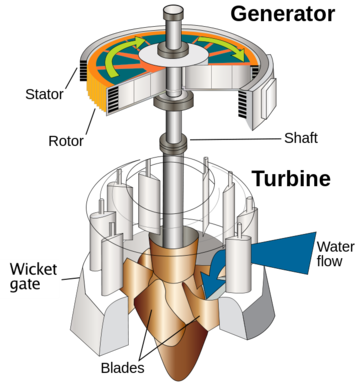 Generator
Stator
Rotor
Shaft
Turbine
Water
flow
Wicket
gate
Blades